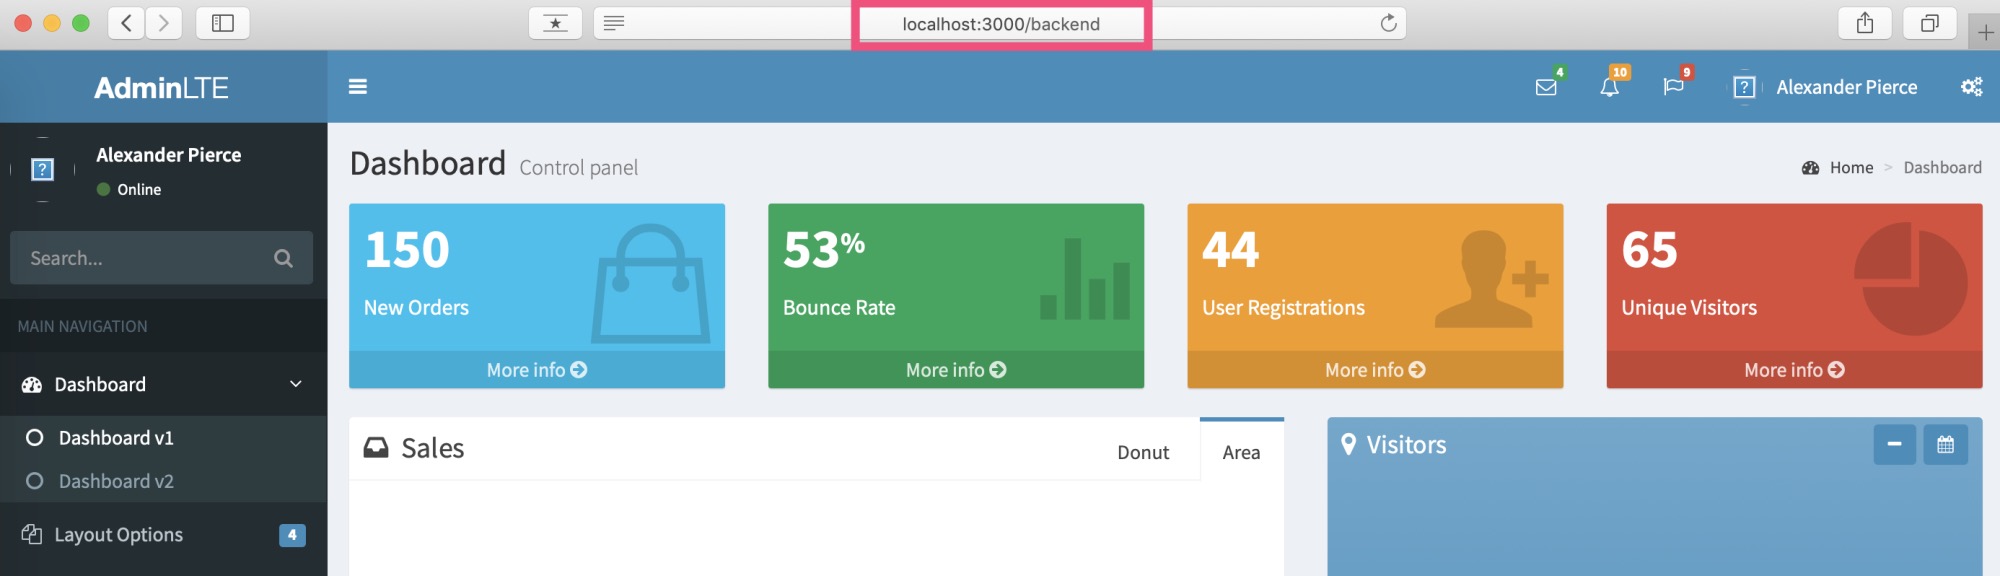 localhost:3000/backend
AdminLTE
4
10
9
Alexander Pierce
Alexander Pierce
Online
Search...
MAIN NAVIGATION
Dashboard
Dashboard v1
Dashboard v2
Layout Options
4
Dashboard Control panel
Home > Dashboard
150
New Orders
More info
53%
Bounce Rate
More info
44
User Registrations
More info
65
Unique Visitors
More info
Sales
Donut
Area
Visitors